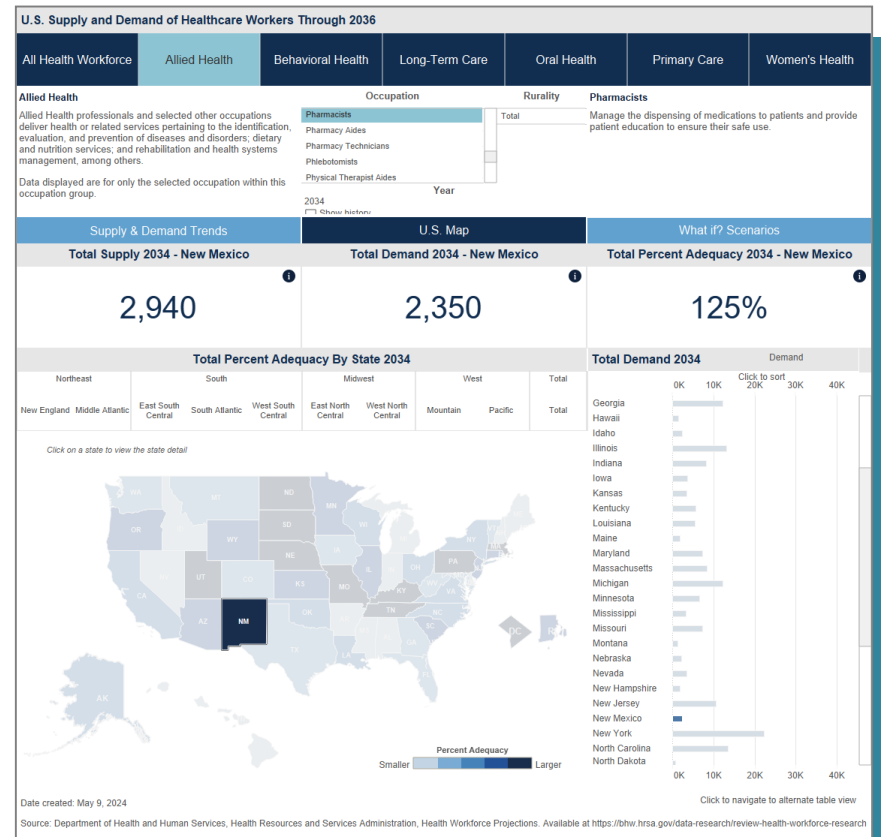 U.S. Supply and Demand of Healthcare Workers Through 2036
All Health Workforce
Allied Health
Behavioral Health
Long-Term Care
Oral Health
Primary Care
Women's Health
Allied Health
Allied Health professionals and selected other occupations
deliver health or related services pertaining to the identification,
evaluation, and prevention of diseases and disorders; dietary
and nutrition services; and rehabilitation and health systems
management, among others.
Data displayed are for only the selected occupation within this
occupation group.
Occupation
Pharmacists
Pharmacy Aides
Pharmacy Technicians
Phlebotomists
Physical Therapist Aides
Rurality
Total
Year
2034
Show history
Pharmacists
Manage the dispensing of medications to patients and provide
patient education to ensure their safe use.
Supply & Demand Trends
U.S. Map
What if? Scenarios
Total Supply 2034 - New Mexico
2,940
Total Demand 2034 - New Mexico
2,350
Total Percent Adequacy 2034 - New Mexico
125%
Total Percent Adequacy By State 2034
Northeast
South
Midwest
West
Total
New England
Middle Atlantic
East South
Central
South Atlantic
West South
Central
East North
Central
West North
Central
Mountain
Pacific
Total
Click on a state to view the state detail
ND
MN
OR
SD
WI
NY
WY
NE
PA
UT
CO
IL
OH
CA
KS
MO
KY
VA
TN
NC
AZ
NM
OK
SC
GA
TX
LA
DC
AK
Percent Adequacy
Smaller
Larger
Total Demand 2034
Demand
Click to sort
0K 10K 20K 30K 40K
Georgia
Hawaii
Idaho
Illinois
Indiana
Iowa
Kansas
Kentucky
Louisiana
Maine
Maryland
Massachusetts
Michigan
Minnesota
Mississippi
Missouri
Montana
Nebraska
Nevada
New Hampshire
New Jersey
New Mexico
New York
North Carolina
North Dakota
0K 10K 20K 30K 40K
Date created: May 9, 2024
Click to navigate to alternate table view
Source: Department of Health and Human Services, Health Resources and Services Administration, Health Workforce Projections. Available at https://bhw.hrsa.gov/data-research/review-health-workforce-research